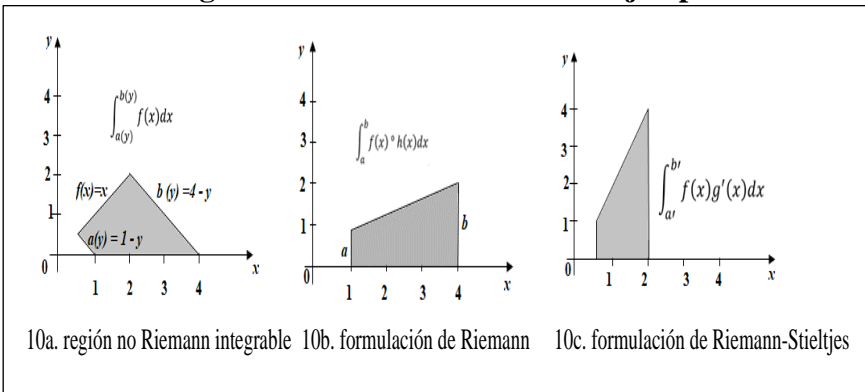 y
4
3
2
1
0
1
2
3
4
x
∫_{a(y)}^{b(y)} f(x)dx
f(x)=x
b (y) =4 - y
a(y) = 1 - y
y
4
3
2
1
0
1
2
3
4
x
∫_{a}^{b} f(x)°h(x)dx
a
b
y
4
3
2
1
0
1
2
3
4
x
∫_{a'}^{b'} f(x)g'(x)dx
10a. región no Riemann integrable 10b. formulación de Riemann 10c. formulación de Riemann-Stieltjes